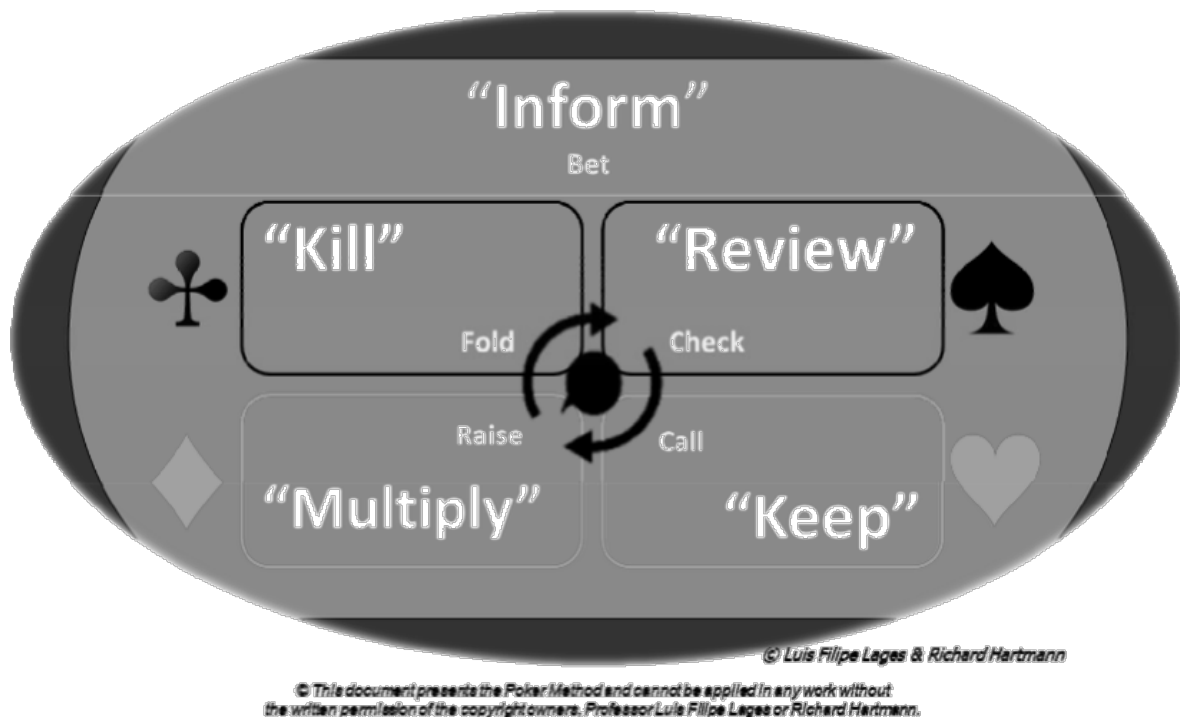 “Inform”
Bet
“Kill”
“Review”
Fold
Check
Raise
Call
“Multiply”
“Keep”
© Luis Filipe Lages & Richard Hartmann
© This document presents the Poker Method and cannot be applied in any work without
the written permission of the copyright owners, Professor Luis Filipe Lages or Richard Hartmann.